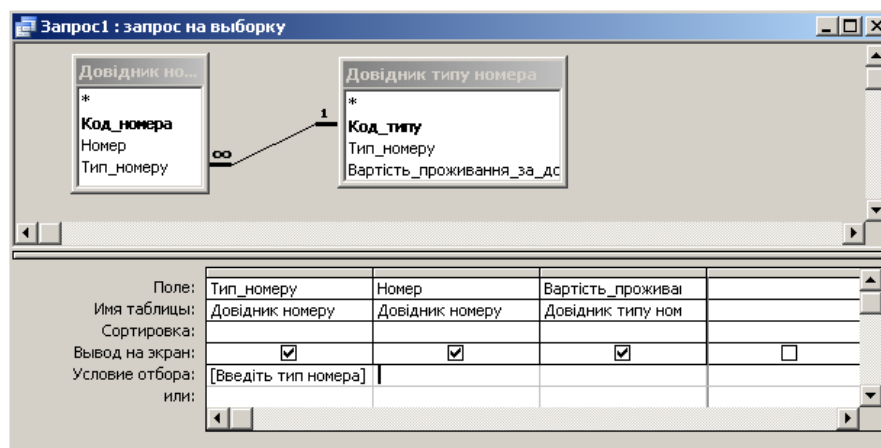 Запрос1 : запрос на выборку
Довідник но...
*
Код_номера
Номер
Тип_номеру
∞
1
Довідник типу номера
*
Код_типу
Тип_номеру
Вартість_проживання_за_дс
Поле: Тип_номеру Номер Вартість_прожива
Имя таблицы: Довідник номеру Довідник номеру Довідник типу ном
Сортировка:
Вывод на экран:
Условие отбора: [Введіть тип номера]
или: